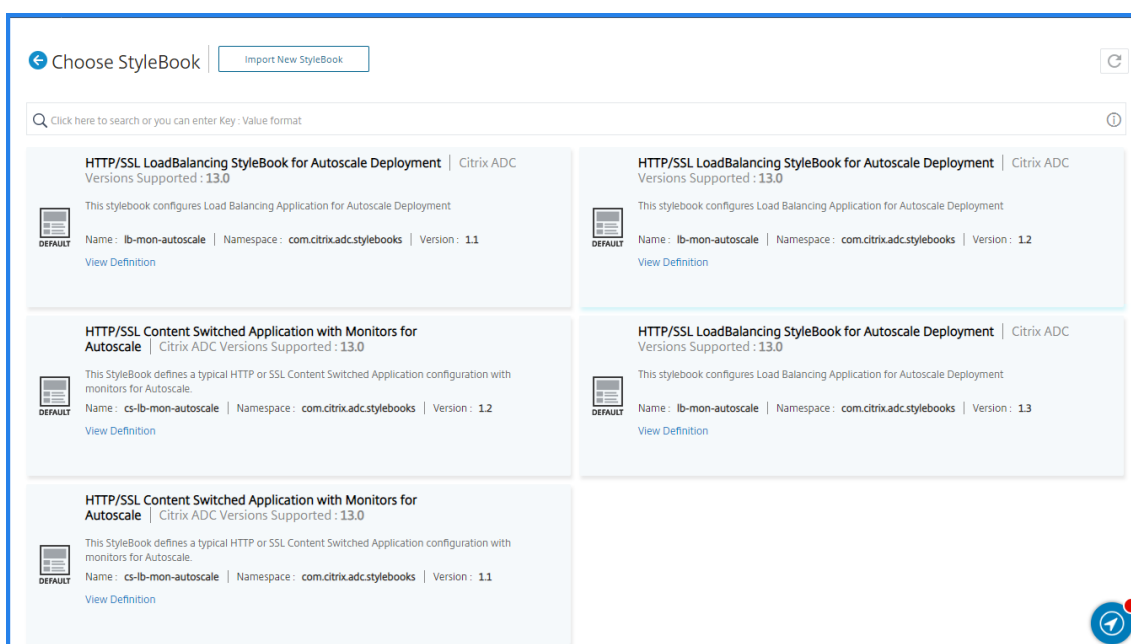 Choose StyleBook
Import New StyleBook
Click here to search or you can enter Key : Value format
HTTP/SSL LoadBalancing StyleBook for Autoscale Deployment | Citrix ADC
Versions Supported : 13.0
This stylebook configures Load Balancing Application for Autoscale Deployment
DEFAULT
Name : lb-mon-autoscale | Namespace : com.citrix.adc.stylebooks | Version : 1.1
View Definition
HTTP/SSL LoadBalancing StyleBook for Autoscale Deployment | Citrix ADC
Versions Supported : 13.0
This stylebook configures Load Balancing Application for Autoscale Deployment
DEFAULT
Name : lb-mon-autoscale | Namespace : com.citrix.adc.stylebooks | Version : 1.2
View Definition
HTTP/SSL Content Switched Application with Monitors for
Autoscale | Citrix ADC Versions Supported : 13.0
This StyleBook defines a typical HTTP or SSL Content Switched Application configuration with
monitors for Autoscale.
DEFAULT
Name : cs-lb-mon-autoscale | Namespace : com.citrix.adc.stylebooks | Version : 1.2
View Definition
HTTP/SSL LoadBalancing StyleBook for Autoscale Deployment | Citrix ADC
Versions Supported : 13.0
This stylebook configures Load Balancing Application for Autoscale Deployment
DEFAULT
Name : lb-mon-autoscale | Namespace : com.citrix.adc.stylebooks | Version : 1.3
View Definition
HTTP/SSL Content Switched Application with Monitors for
Autoscale | Citrix ADC Versions Supported : 13.0
This StyleBook defines a typical HTTP or SSL Content Switched Application configuration with
monitors for Autoscale.
DEFAULT
Name : cs-lb-mon-autoscale | Namespace : com.citrix.adc.stylebooks | Version : 1.1
View Definition